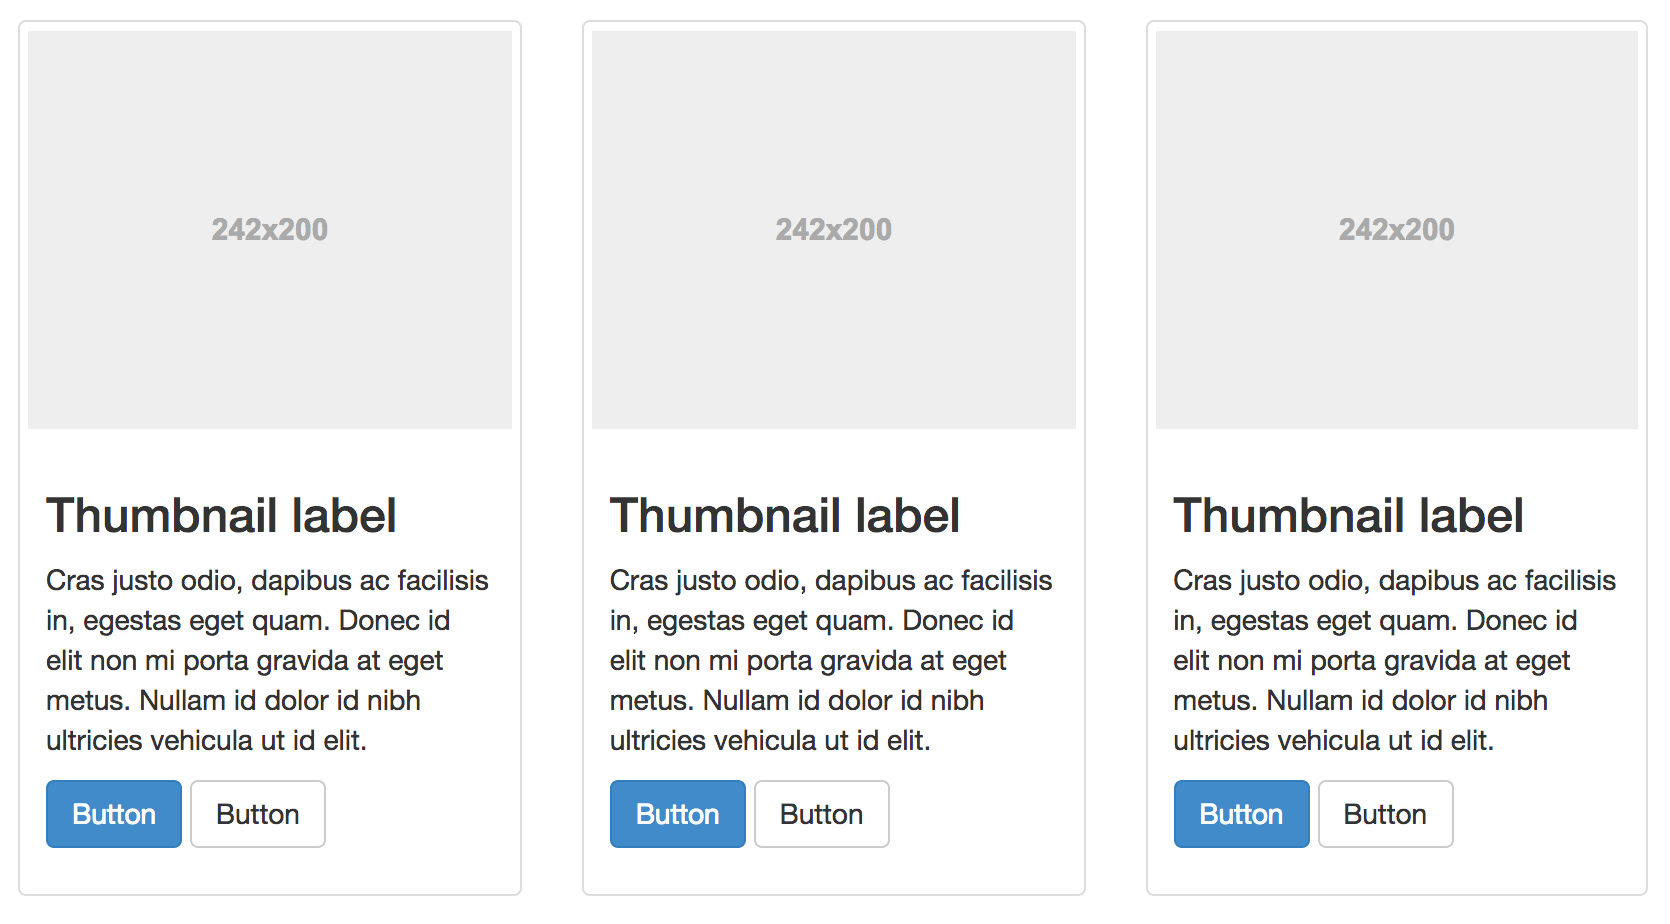 242x200
Thumbnail label
Cras justo odio, dapibus ac facilisis
in, egestas eget quam. Donec id
elit non mi porta gravida at eget
metus. Nullam id dolor id nibh
ultricies vehicula ut id elit.
Button Button
242x200
Thumbnail label
Cras justo odio, dapibus ac facilisis
in, egestas eget quam. Donec id
elit non mi porta gravida at eget
metus. Nullam id dolor id nibh
ultricies vehicula ut id elit.
Button Button
242x200
Thumbnail label
Cras justo odio, dapibus ac facilisis
in, egestas eget quam. Donec id
elit non mi porta gravida at eget
metus. Nullam id dolor id nibh
ultricies vehicula ut id elit.
Button Button